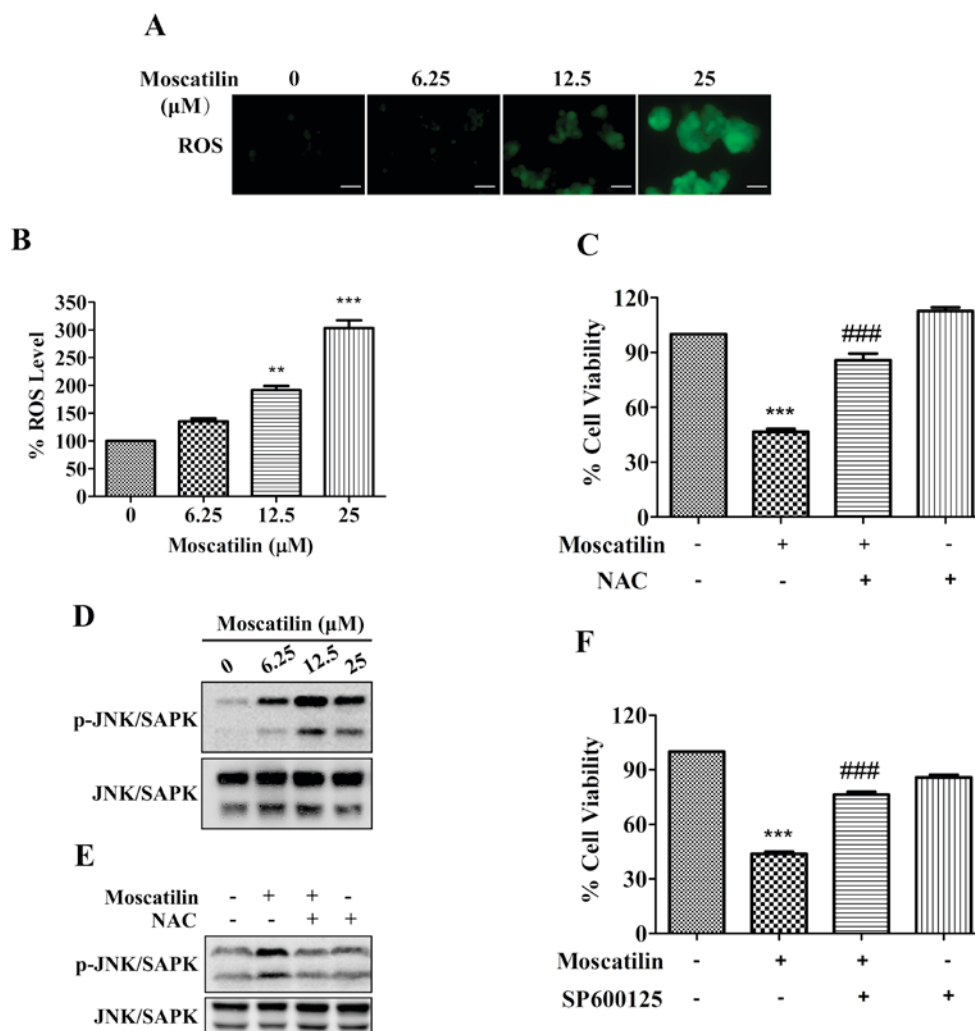 A
Moscatilin
(μM)
0 6.25 12.5 25
ROS
B
% ROS Level
350
300
250
200
150
100
50
0
**
***
0 6.25 12.5 25
Moscatilin (μM)
C
% Cell Viability
120
90
60
30
0
***
###
Moscatilin - + + -
NAC - - + +
D
Moscatilin (μM)
0 6.25 12.5 25
p-JNK/SAPK
JNK/SAPK
E
Moscatilin - + + -
NAC - - + +
p-JNK/SAPK
JNK/SAPK
F
% Cell Viability
120
90
60
30
0
***
###
Moscatilin - + + -
SP600125 - - + +